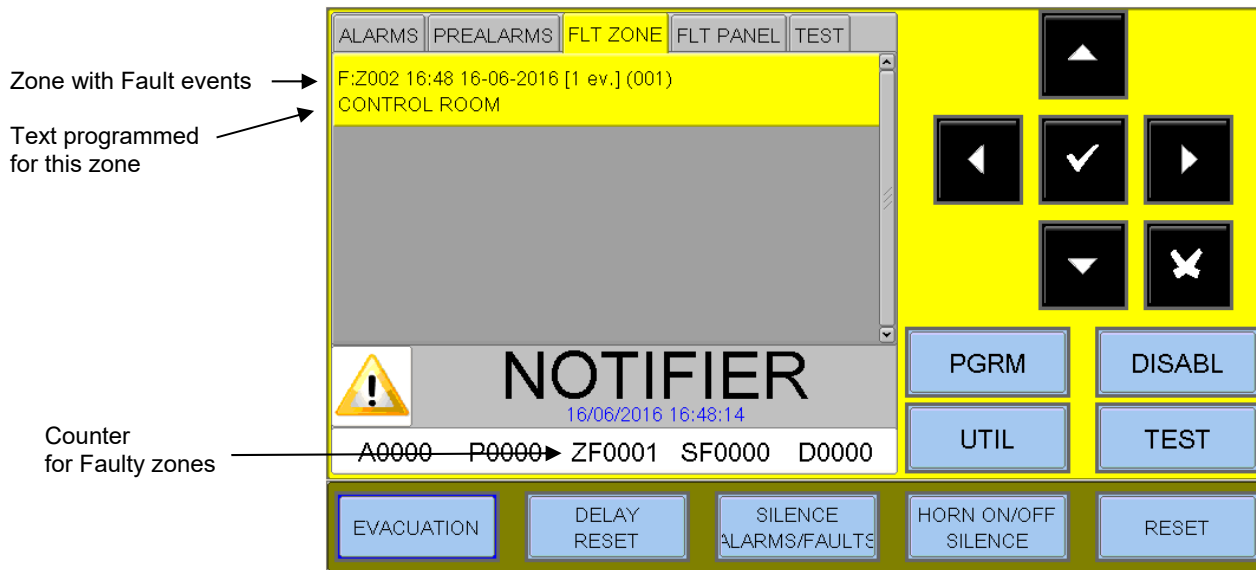 ALARMS PREALARMS FLT ZONE FLT PANEL TEST
Zone with Fault events
F:Z002 16:48 16-06-2016 [1 ev.] (001)
CONTROL ROOM
Text programmed
for this zone
NOTIFIER
16/06/2016 16:48:14
PGRM DISABL
Counter
for Faulty zones
A0000 P0000 ZF0001 SF0000 D0000
UTIL TEST
EVACUATION
DELAY
RESET
SILENCE
ALARMS/FAULTS
HORN ON/OFF
SILENCE
RESET